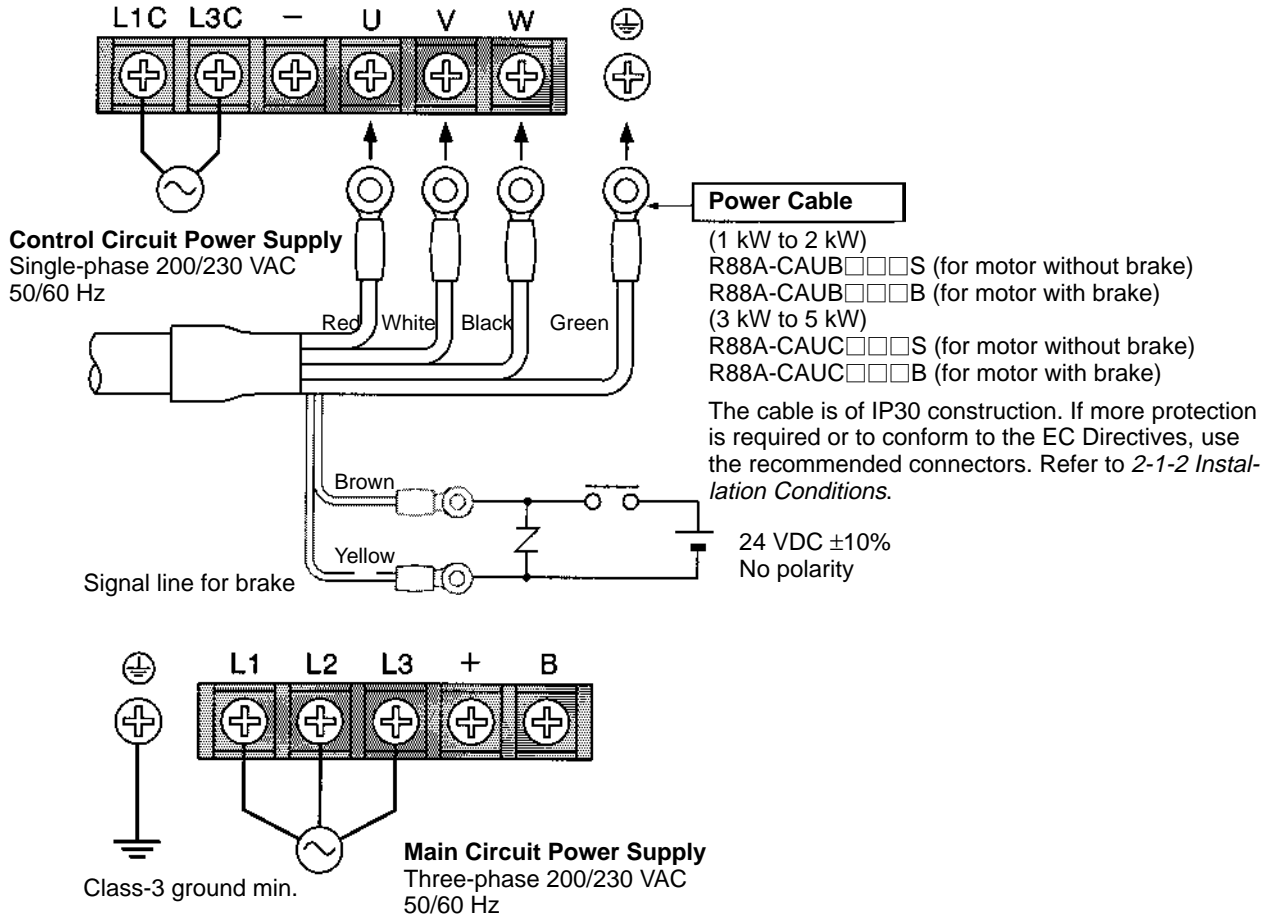 L1C L3C − U V W
Power Cable
(1 kW to 2 kW)
R88A-CAUB□□□S (for motor without brake)
R88A-CAUB□□□B (for motor with brake)
(3 kW to 5 kW)
R88A-CAUC□□□S (for motor without brake)
R88A-CAUC□□□B (for motor with brake)
The cable is of IP30 construction. If more protection
is required or to conform to the EC Directives, use
the recommended connectors. Refer to 2-1-2 Instal-
lation Conditions.
Control Circuit Power Supply
Single-phase 200/230 VAC
50/60 Hz
Red White Black Green
Brown
Yellow
24 VDC ±10%
No polarity
Signal line for brake
L1 L2 L3 + B
Class-3 ground min.
Main Circuit Power Supply
Three-phase 200/230 VAC
50/60 Hz